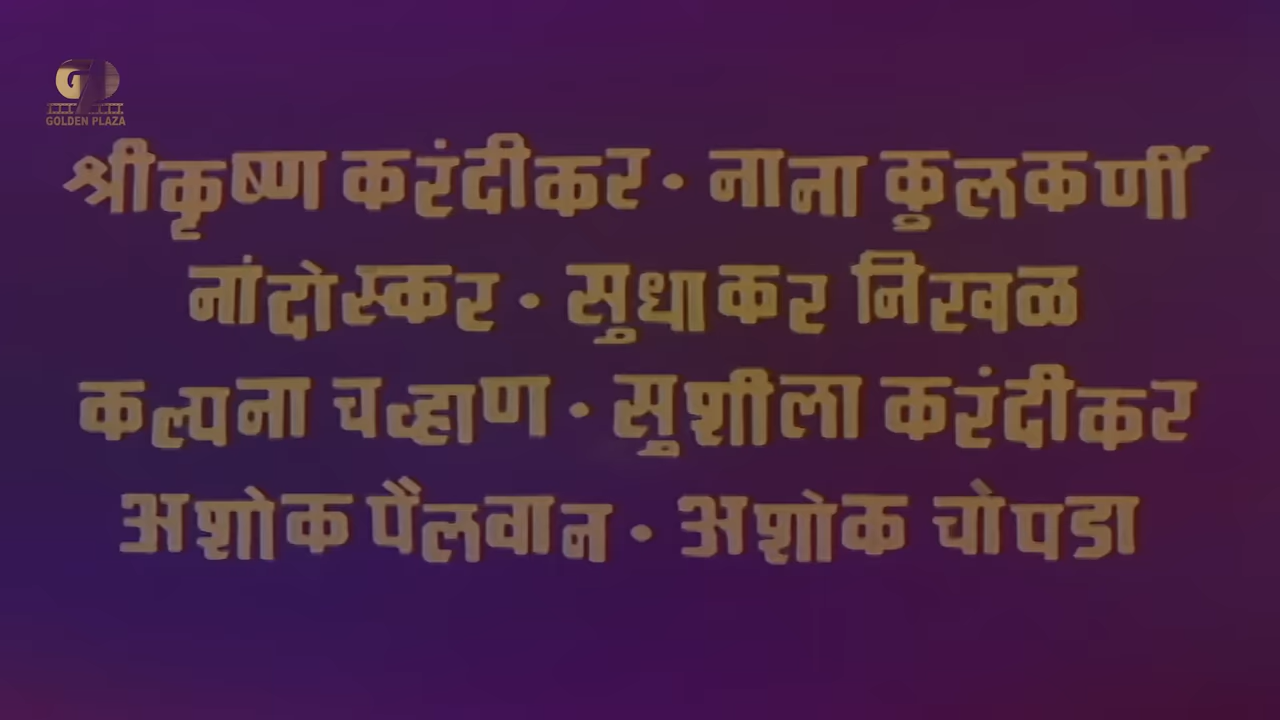 GOLDEN PLAZA
श्रीकृष्ण करंदीकर • नाना कुलकर्णी
नांदोस्कर • सुधाकर निरवळ
कल्पना चव्हाण • सुशीला करंदीकर
अशोक पैलवान • अशोक चोपडा